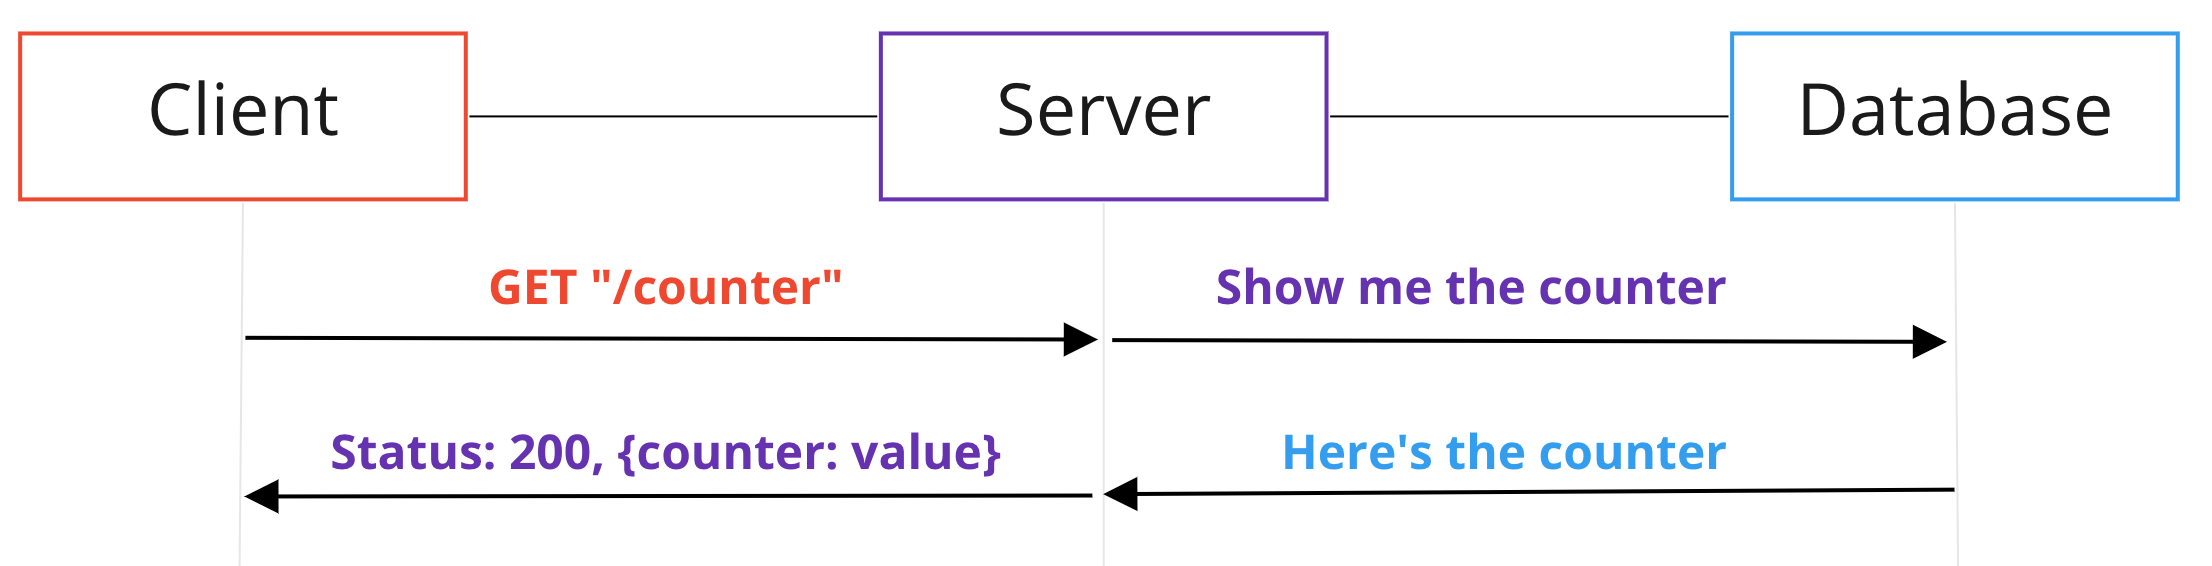 Client
Server
Database
GET "/counter"
Show me the counter
Status: 200, {counter: value}
Here's the counter